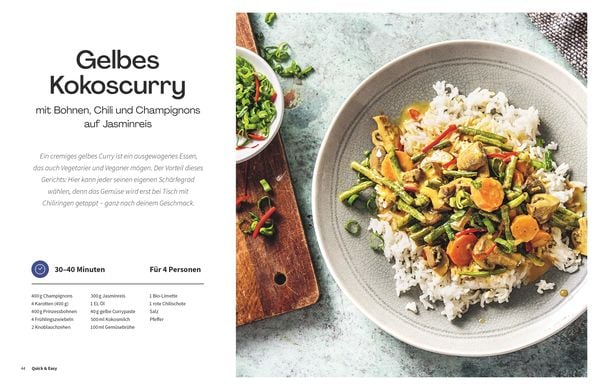 Gelbes
Kokoscurry
mit Bohnen, Chili und Champignons
auf Jasminreis
Ein cremiges gelbes Curry ist ein ausgewogenes Essen,
das auch Vegetarier und Veganer mögen. Der Vorteil dieses
Gerichts: Hier kann jeder seinen eigenen Schärfegrad
wählen, denn das Gemüse wird erst bei Tisch mit
Chiliringen getoppt – ganz nach deinem Geschmack.
30–40 Minuten
Für 4 Personen
400 g Champignons
4 Karotten (400 g)
400 g Prinzessbohnen
4 Frühlingszwiebeln
2 Knoblauchzehen
300 g Jasminreis
1 EL Öl
40 g gelbe Currypaste
500 ml Kokosmilch
100 ml Gemüsebrühe
1 Bio-Limette
1 rote Chilischote
Salz
Pfeffer
44 Quick & Easy